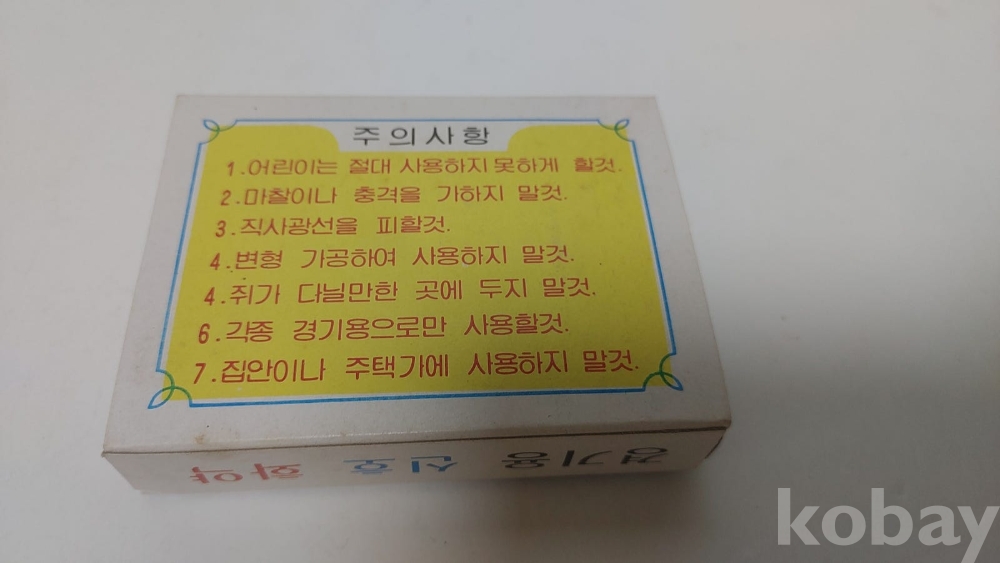 주의사항
1.어린이는 절대 사용하지 못하게 할것.
2.마찰이나 충격을 가하지 말것.
3.직사광선을 피할것.
4.변형 가공하여 사용하지 말것.
4.쥐가 다닐만한 곳에 두지 말것.
6.각종 경기용으로만 사용할것.
7.집안이나 주택가에 사용하지 말것.
경기용 신호 화약
kobay